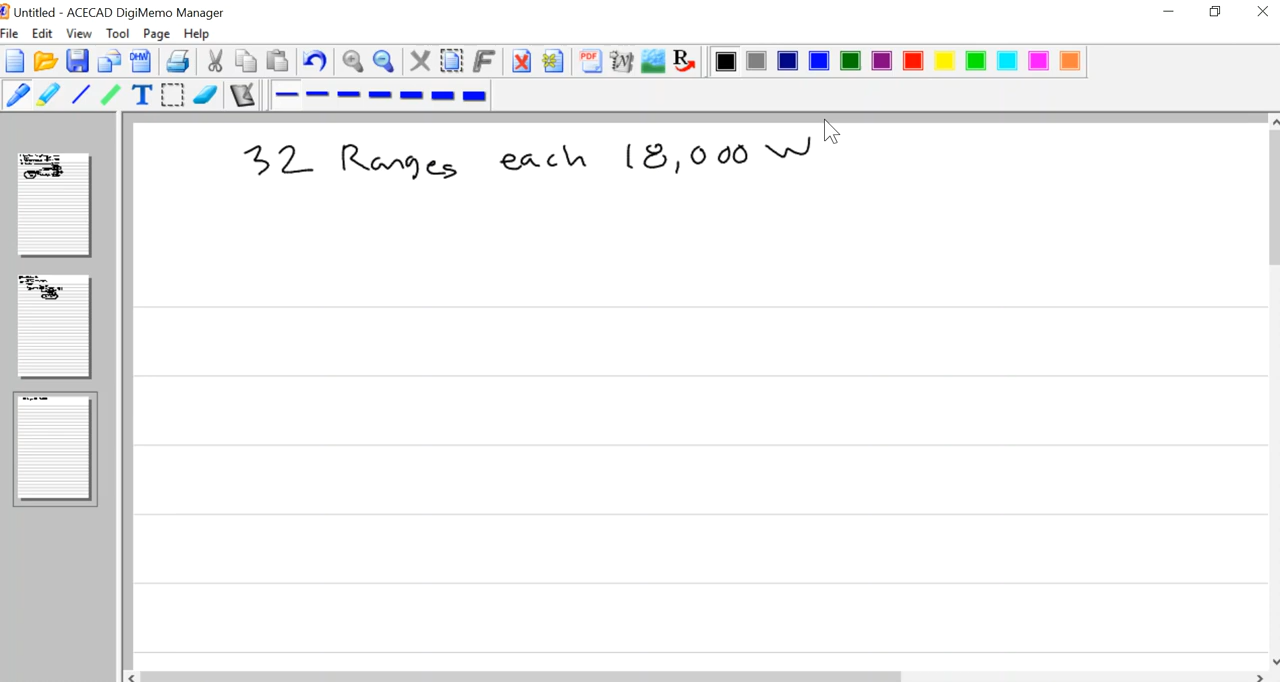 Untitled - ACECAD DigiMemo Manager
File Edit View Tool Page Help
32 Ranges each 18,000 W